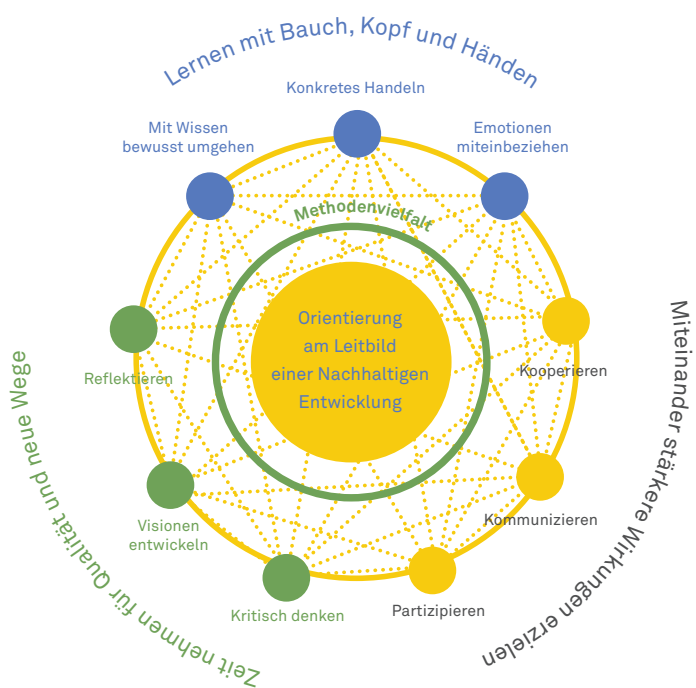 Lernen mit Bauch, Kopf und Händen
Konkretes Handeln
Mit Wissen
bewusst umgehen
Emotionen
miteinbeziehen
Methodenvielfalt
Orientierung
am Leitbild
einer Nachhaltigen
Entwicklung
Kooperieren
Reflektieren
Kommunizieren
Visionen
entwickeln
Partizipieren
Kritisch denken
Miteinander stärkere Wirkungen erzielen
Zeit nehmen für Qualität und neue Wege